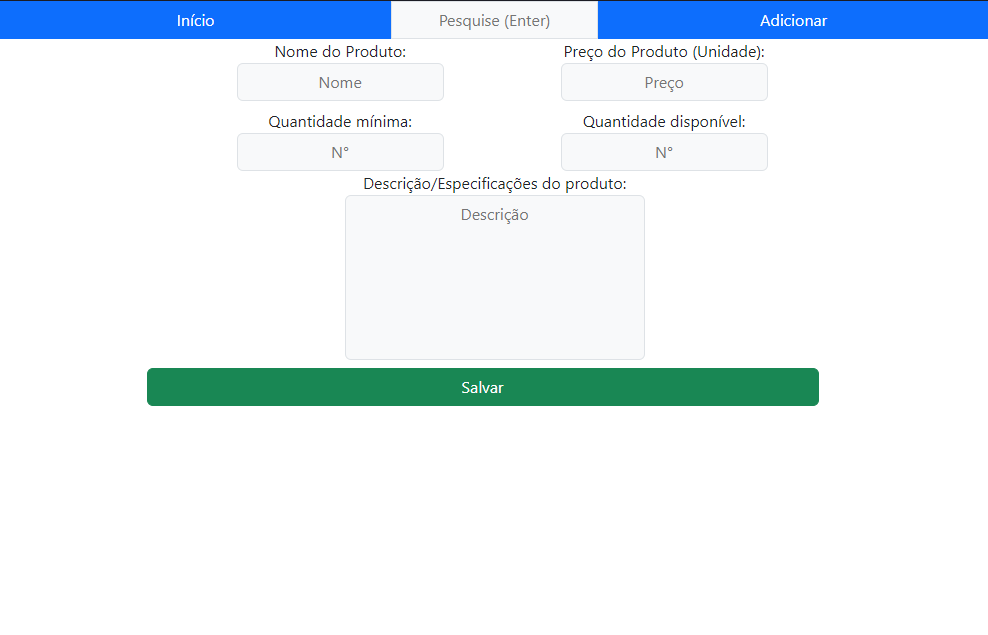 Início Pesquise (Enter) Adicionar
Nome do Produto: Preço do Produto (Unidade):
Nome Preço
Quantidade mínima: Quantidade disponível:
N° N°
Descrição/Especificações do produto:
Descrição
Salvar